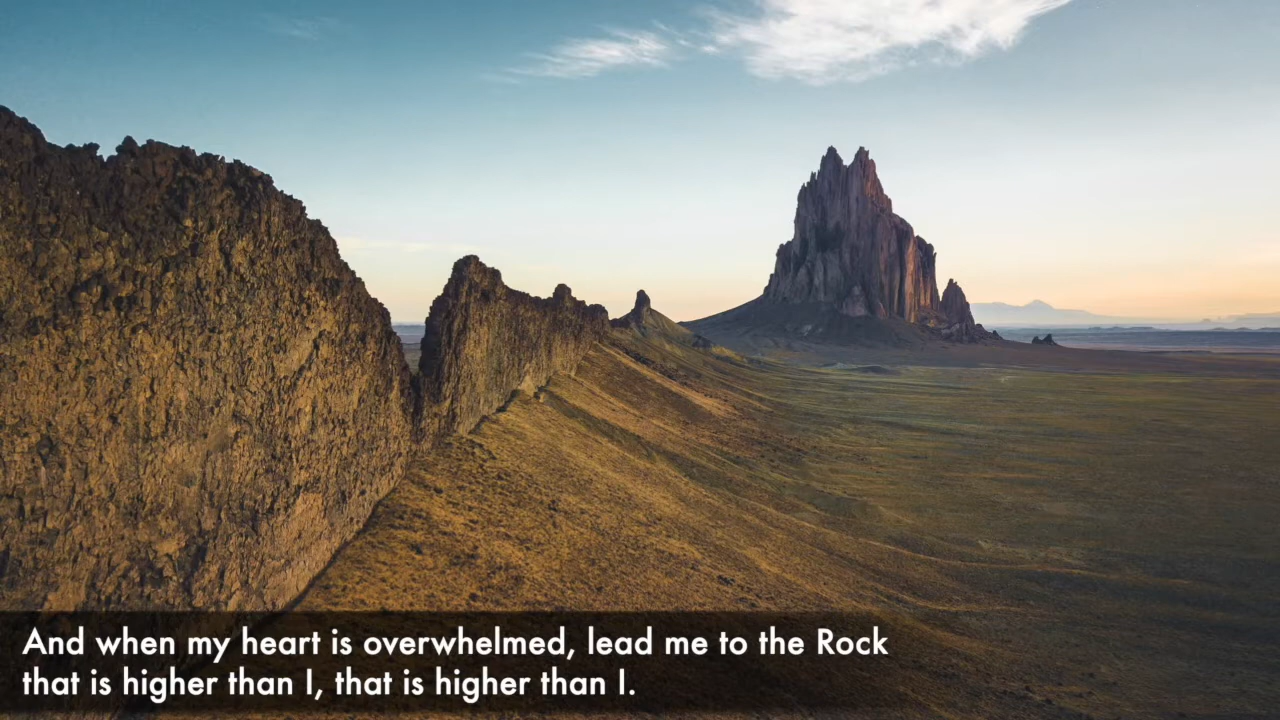 And when my heart is overwhelmed, lead me to the Rock
that is higher than I, that is higher than I.